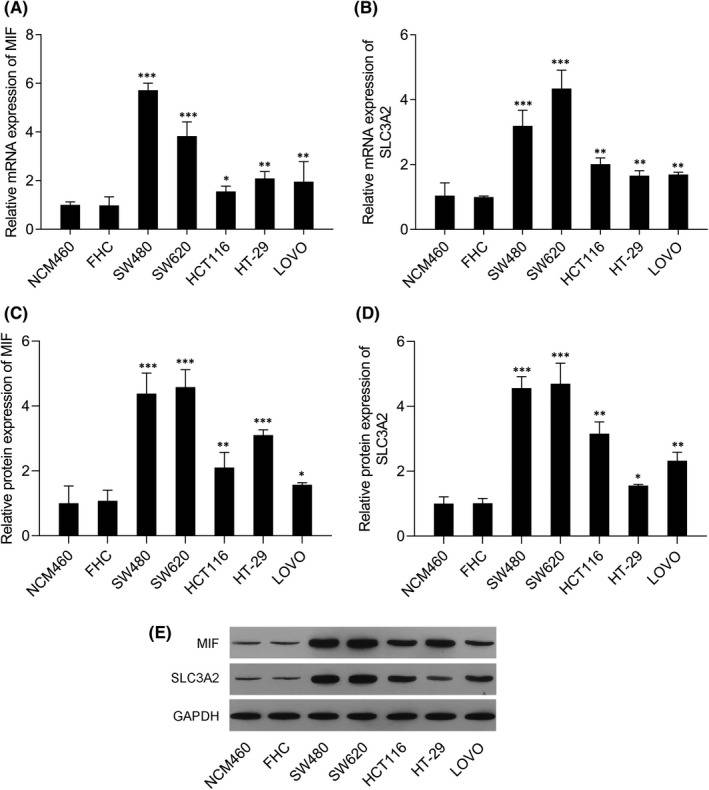 (A)
Relative mRNA expression of MIF
8
6
4
2
0
***
***
*
**
**
NCM460
FHC
SW480
SW620
HCT116
HT-29
LOVO
(B)
Relative mRNA expression of
SLC3A2
6
4
2
0
***
***
**
**
**
NCM460
FHC
SW480
SW620
HCT116
HT-29
LOVO
(C)
Relative protein expression of MIF
6
4
2
0
***
***
**
***
*
NCM460
FHC
SW480
SW620
HCT116
HT-29
LOVO
(D)
Relative protein expression of
SLC3A2
6
4
2
0
***
***
**
*
**
NCM460
FHC
SW480
SW620
HCT116
HT-29
LOVO
(E)
MIF
SLC3A2
GAPDH
NCM460
FHC
SW480
SW620
HCT116
HT-29
LOVO